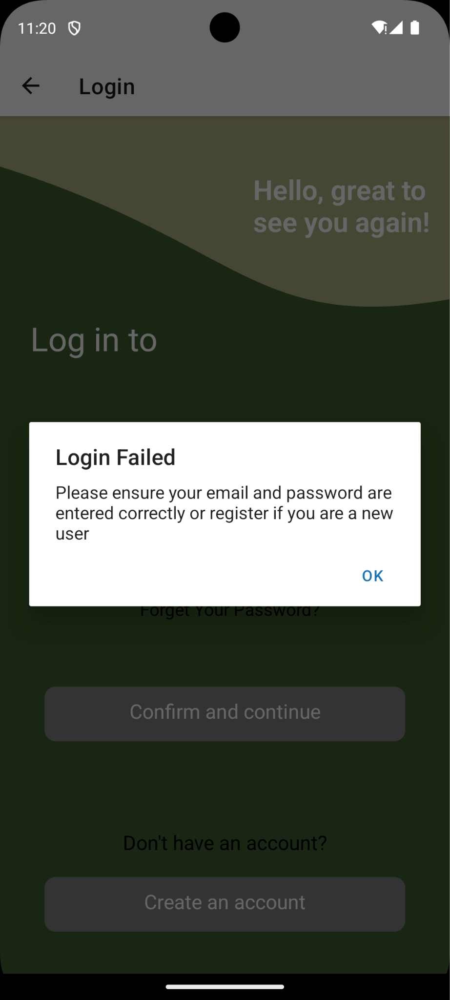 11:20
Login
Hello, great to
see you again!
Log in to
Login Failed
Please ensure your email and password are
entered correctly or register if you are a new
user
OK
Forget Your Password?
Confirm and continue
Don't have an account?
Create an account